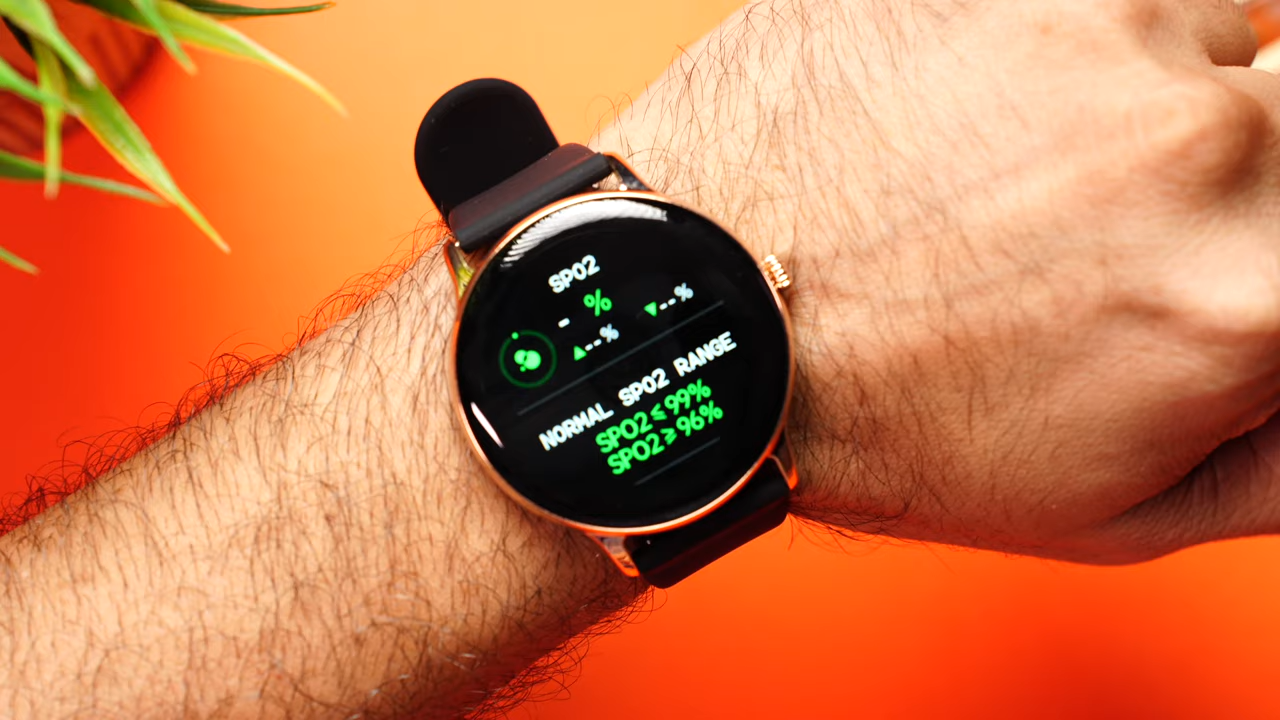 SPO2
- %
▲--% ▼--%
NORMAL SPO2 RANGE
SPO2≤99%
SPO2≥96%